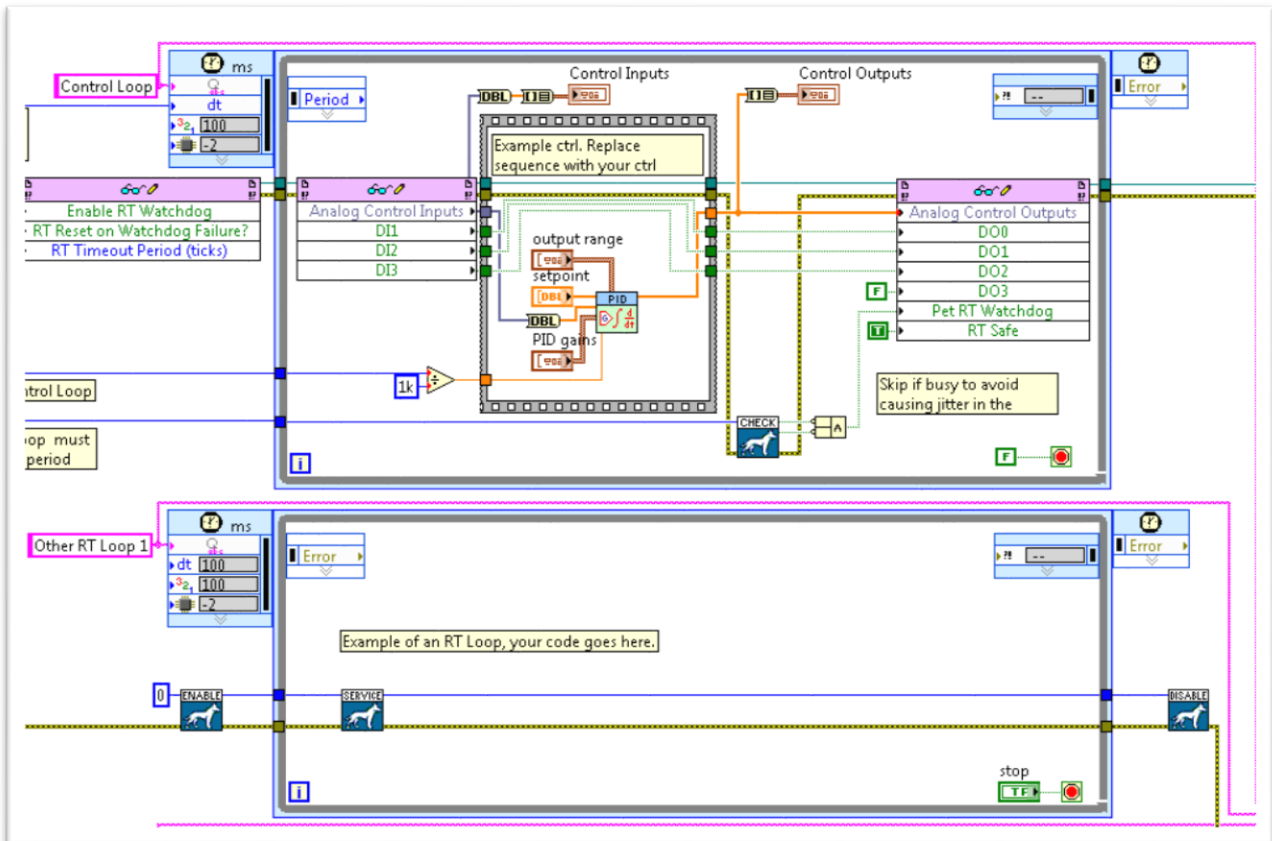 Control Loop
ms
dt
100
-2
Period
Control Inputs
Control Outputs
DBL
--
Error
Example ctrl. Replace
sequence with your ctrl
Enable RT Watchdog
RT Reset on Watchdog Failure?
RT Timeout Period (ticks)
Analog Control Inputs
DI1
DI2
DI3
output range
setpoint
DBL
PID
DBL
PID gains
1k
Analog Control Outputs
DO0
DO1
DO2
DO3
Pet RT Watchdog
RT Safe
F
T
Skip if busy to avoid
causing jitter in the
CHECK
A
F
i
ntrol Loop
oop must
period
Other RT Loop 1
ms
dt 100
100
-2
Error
--
Error
Example of an RT Loop, your code goes here.
0
ENABLE
SERVICE
DISABLE
stop
TF
i